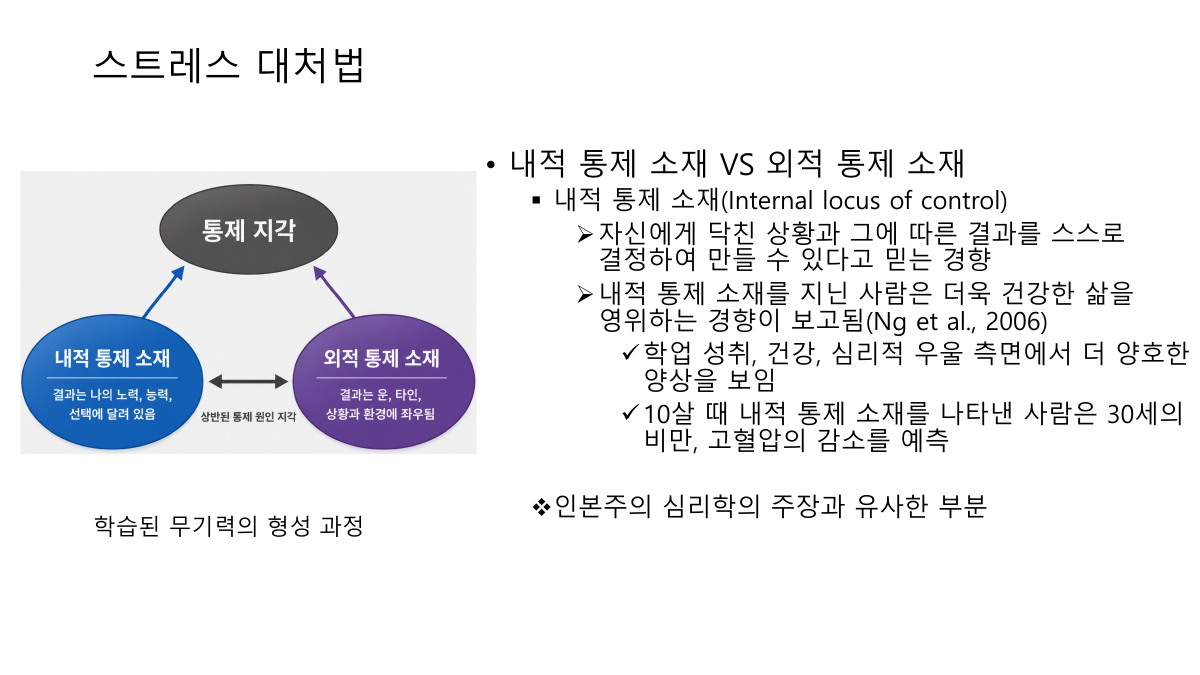 스트레스 대처법
통제 지각
내적 통제 소재
결과는 나의 노력, 능력,
선택에 달려 있음
상반된 통제 원인 지각
외적 통제 소재
결과는 운, 타인,
상황과 환경에 좌우됨
학습된 무기력의 형성 과정
• 내적 통제 소재 VS 외적 통제 소재
▪ 내적 통제 소재(Internal locus of control)
➢자신에게 닥친 상황과 그에 따른 결과를 스스로
결정하여 만들 수 있다고 믿는 경향
➢내적 통제 소재를 지닌 사람은 더욱 건강한 삶을
영위하는 경향이 보고됨(Ng et al., 2006)
✓학업 성취, 건강, 심리적 우울 측면에서 더 양호한
양상을 보임
✓10살 때 내적 통제 소재를 나타낸 사람은 30세의
비만, 고혈압의 감소를 예측
❖인본주의 심리학의 주장과 유사한 부분